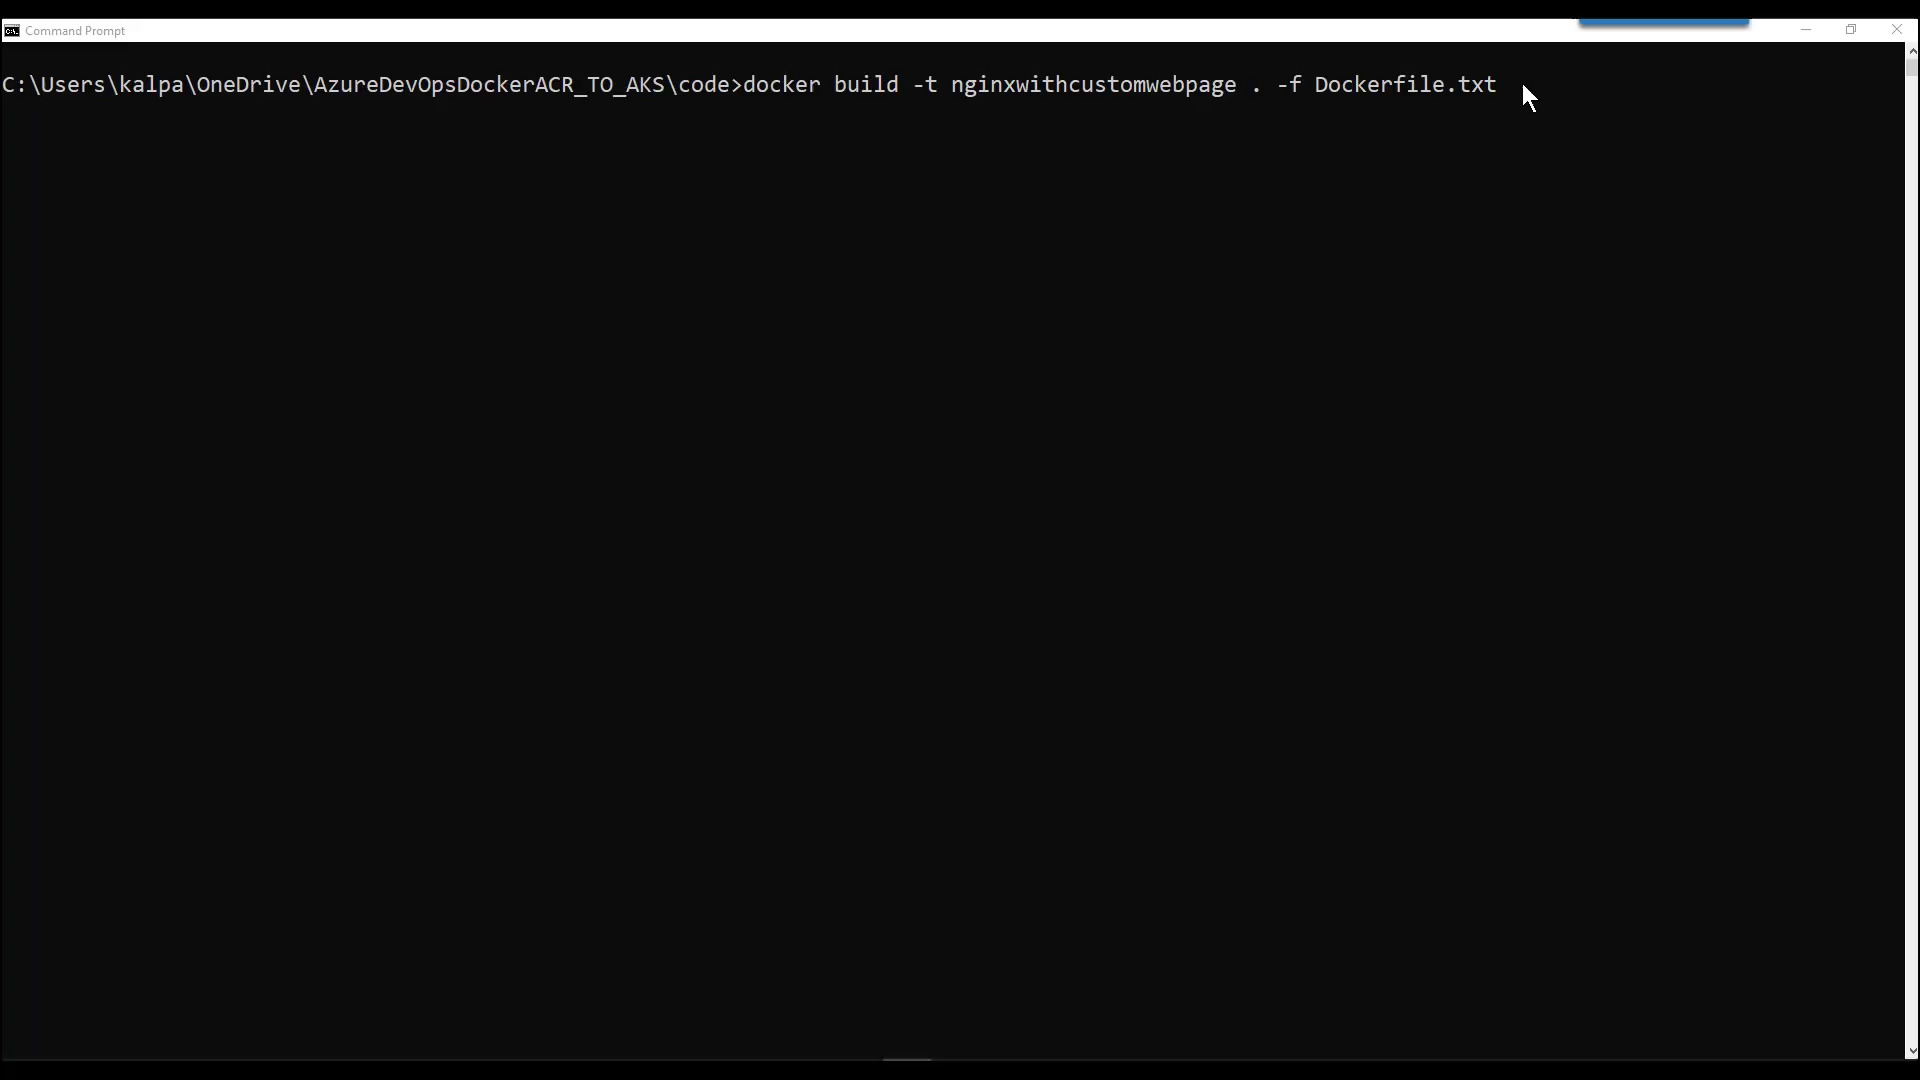 Command Prompt
C:\Users\kalpa\OneDrive\AzureDevOpsDockerACR_TO_AKS\code>docker build -t nginxwithcustomwebpage . -f Dockerfile.txt